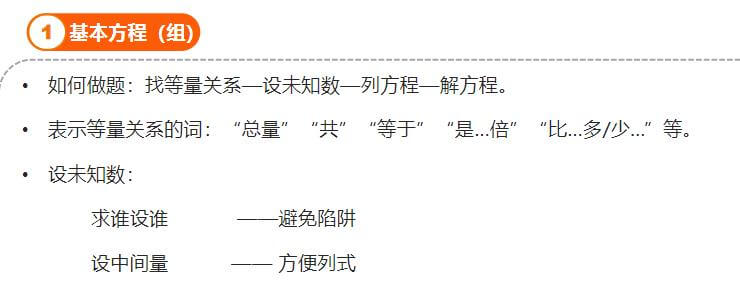 1 基本方程（组）
• 如何做题：找等量关系—设未知数—列方程—解方程。
• 表示等量关系的词：“总量”“共”“等于”“是...倍”“比...多/少...”等。
• 设未知数：
求谁设谁 ——避免陷阱
设中间量 —— 方便列式